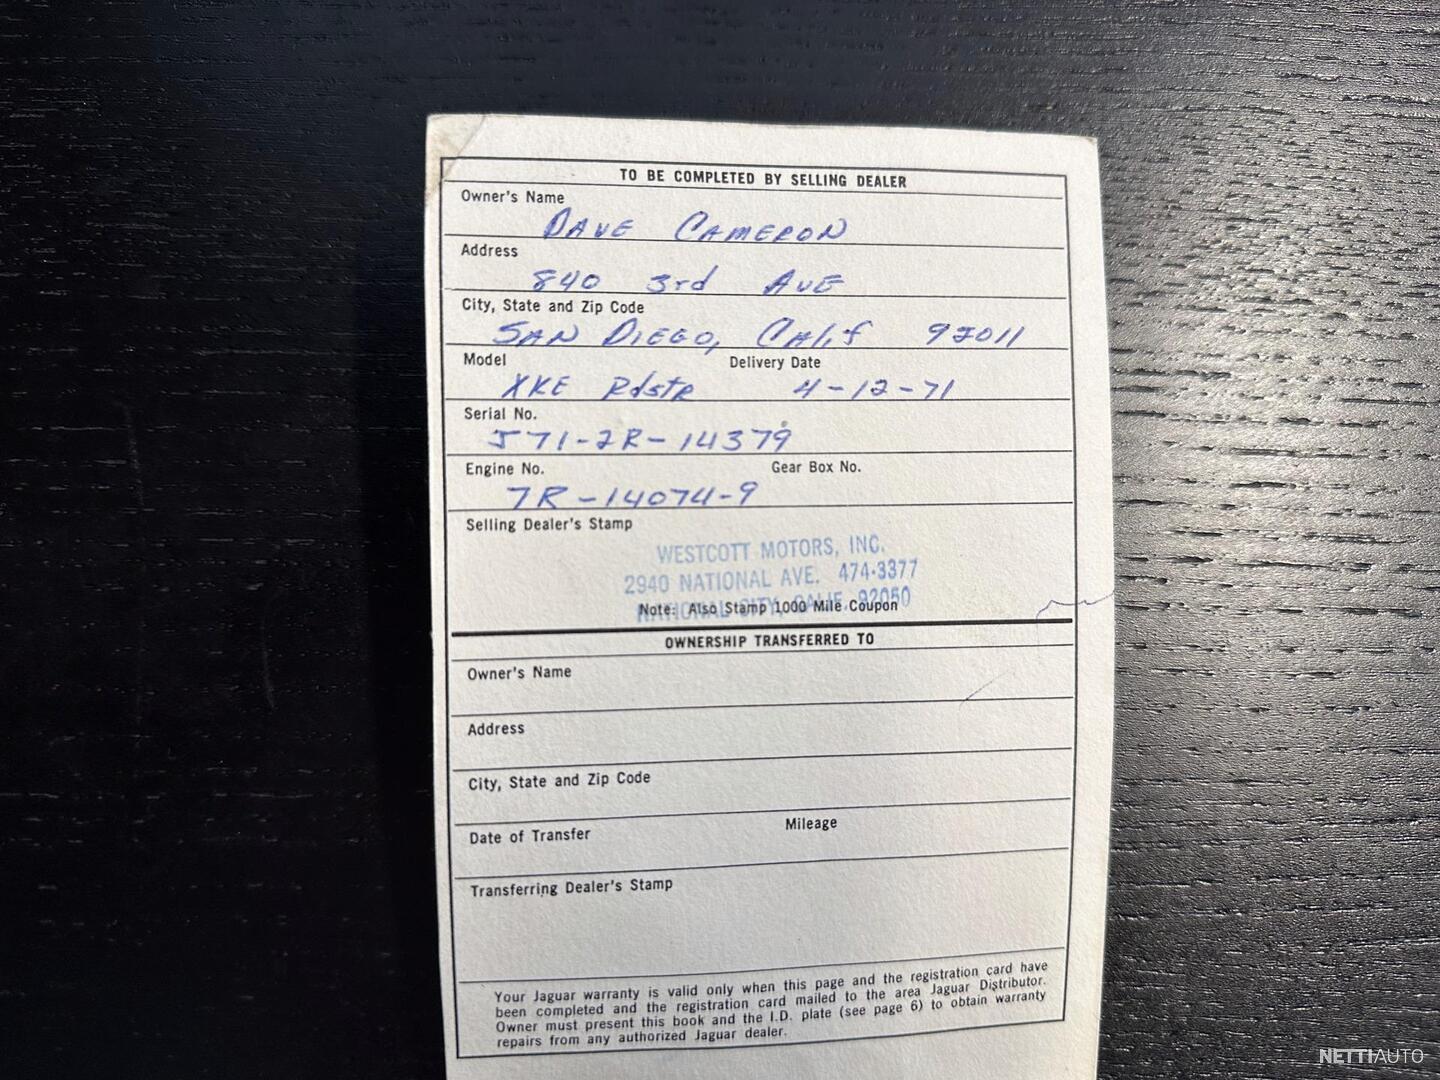 TO BE COMPLETED BY SELLING DEALER
Owner's Name
DAVE CAMERON
Address
840 3rd AVE
City, State and Zip Code
SAN DIEGO, Calif 92011
Model Delivery Date
XKE RdstR 4-12-71
Serial No.
J71-2R-14379
Engine No. Gear Box No.
7R-14074-9
Selling Dealer's Stamp
WESTCOTT MOTORS, INC.
2940 NATIONAL AVE. 474-3377
NATIONAL CITY, CALIF. 92050
Note: Also Stamp 1000 Mile Coupon
OWNERSHIP TRANSFERRED TO
Owner's Name
Address
City, State and Zip Code
Date of Transfer Mileage
Transferring Dealer's Stamp
Your Jaguar warranty is valid only when this page and the registration card have
been completed and the registration card mailed to the area Jaguar Distributor.
Owner must present this book and the I.D. plate (see page 6) to obtain warranty
repairs from any authorized Jaguar dealer.
NETTIAUTO